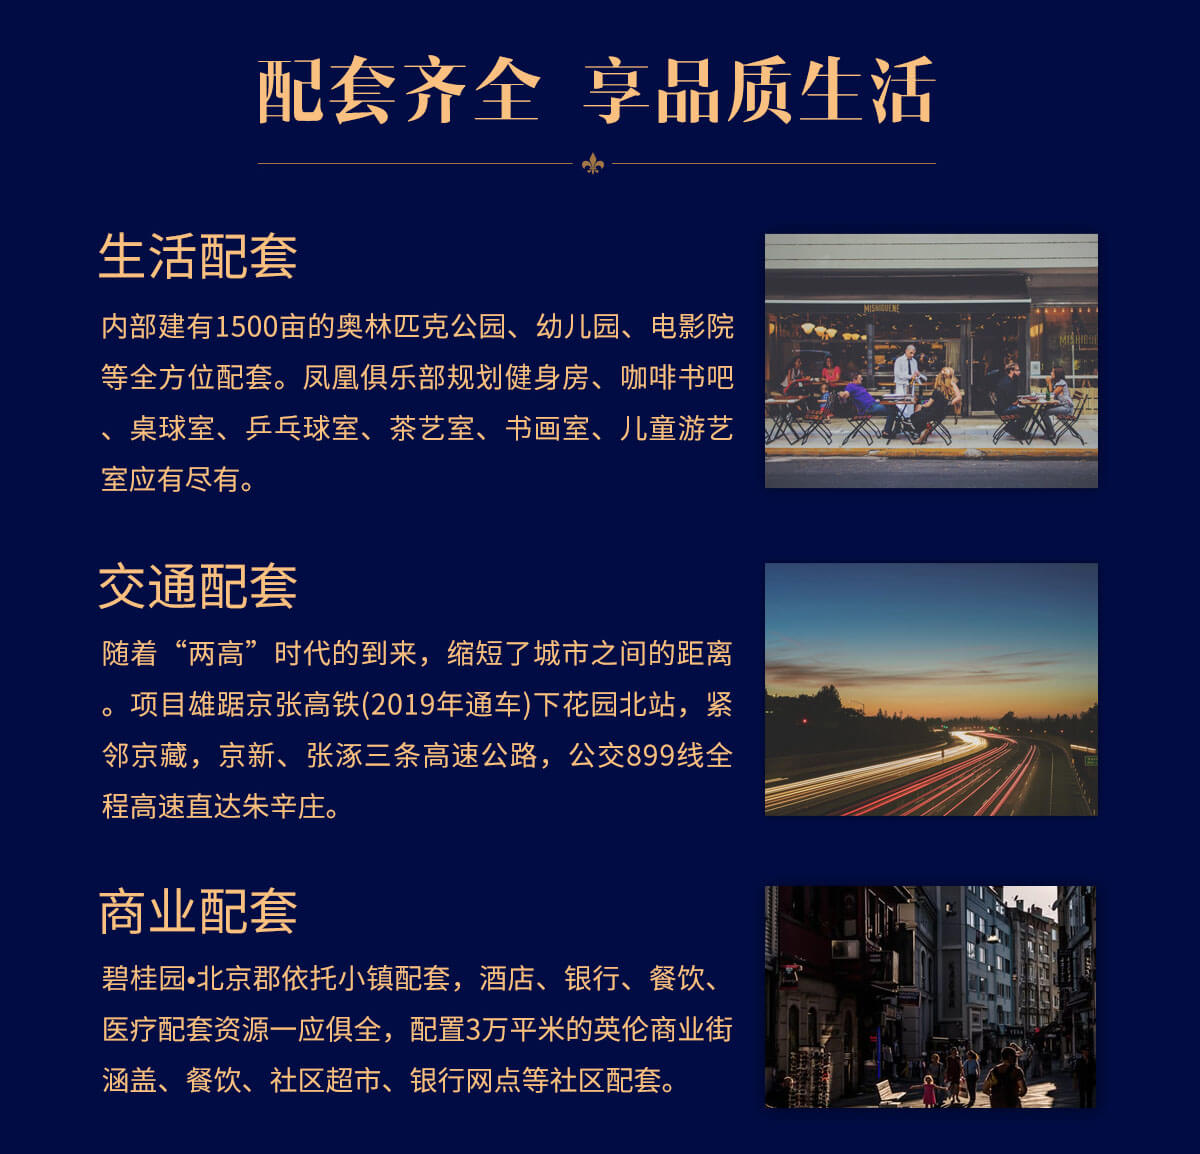 配套齐全 享品质生活
生活配套
内部建有1500亩的奥林匹克公园、幼儿园、电影院
等全方位配套。凤凰俱乐部规划健身房、咖啡书吧
、桌球室、乒乓球室、茶艺室、书画室、儿童游艺
室应有尽有。
MISHIGUENE
MISHIGUE
交通配套
随着“两高”时代的到来，缩短了城市之间的距离
。项目雄踞京张高铁(2019年通车)下花园北站，紧
邻京藏，京新、张涿三条高速公路，公交899线全
程高速直达朱辛庄。
商业配套
碧桂园•北京郡依托小镇配套，酒店、银行、餐饮、
医疗配套资源一应俱全，配置3万平米的英伦商业街
涵盖、餐饮、社区超市、银行网点等社区配套。